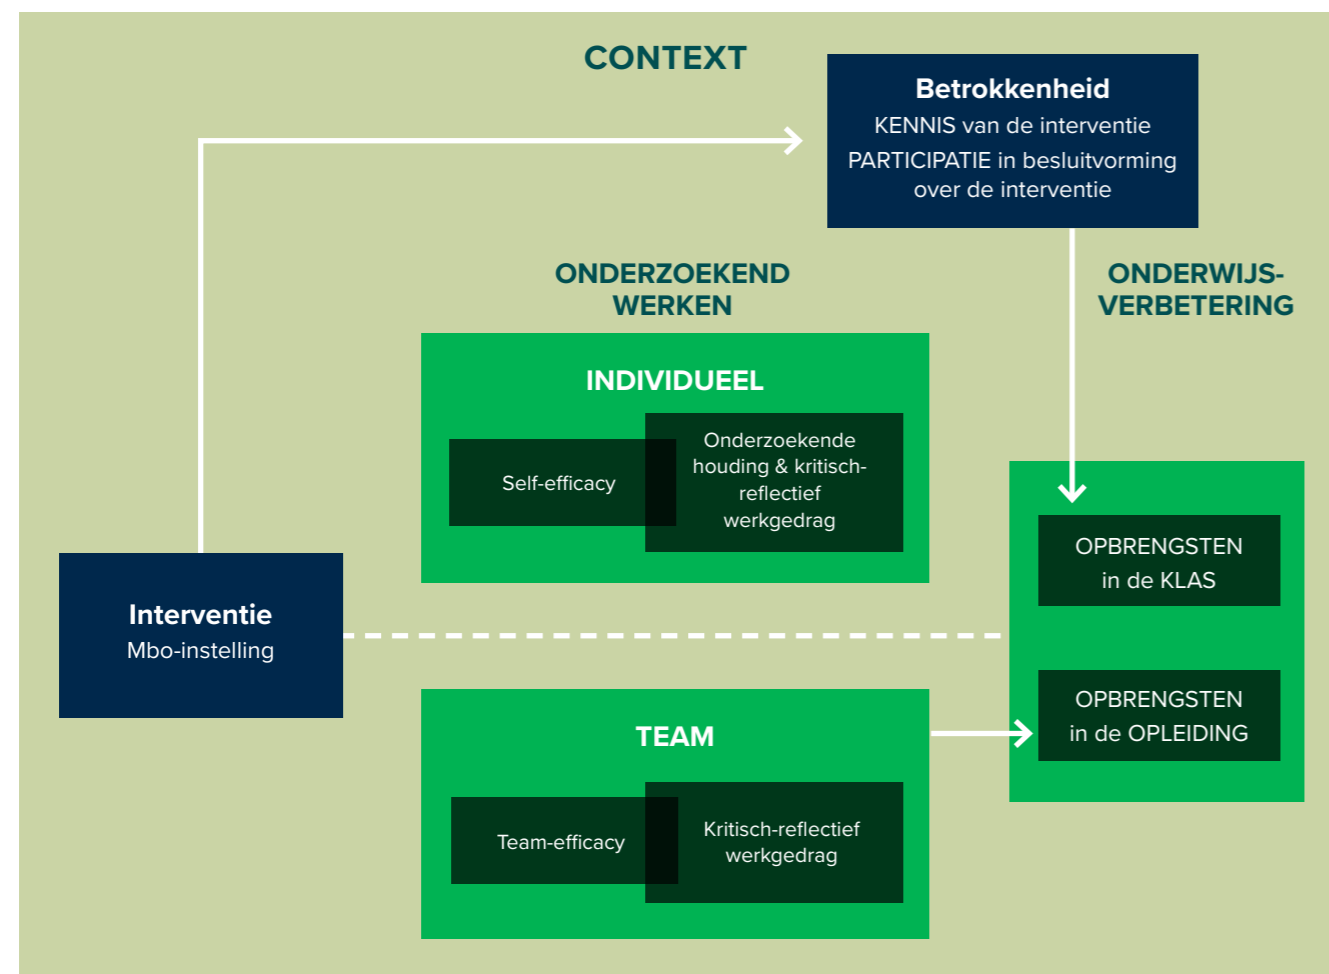 CONTEXT
Betrokkenheid
KENNIS van de interventie
PARTICIPATIE in besluitvorming
over de interventie
ONDERZOEKEND
WERKEN
ONDERWIJS-
VERBETERING
INDIVIDUEEL
Self-efficacy
Onderzoekende
houding & kritisch-
reflectief
werkgedrag
OPBRENGSTEN
in de KLAS
Interventie
Mbo-instelling
OPBRENGSTEN
in de OPLEIDING
TEAM
Team-efficacy
Kritisch-reflectief
werkgedrag